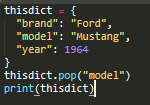 thisdict = {
  "brand": "Ford",
  "model": "Mustang",
  "year": 1964
}
thisdict.pop("model")
print(thisdict)